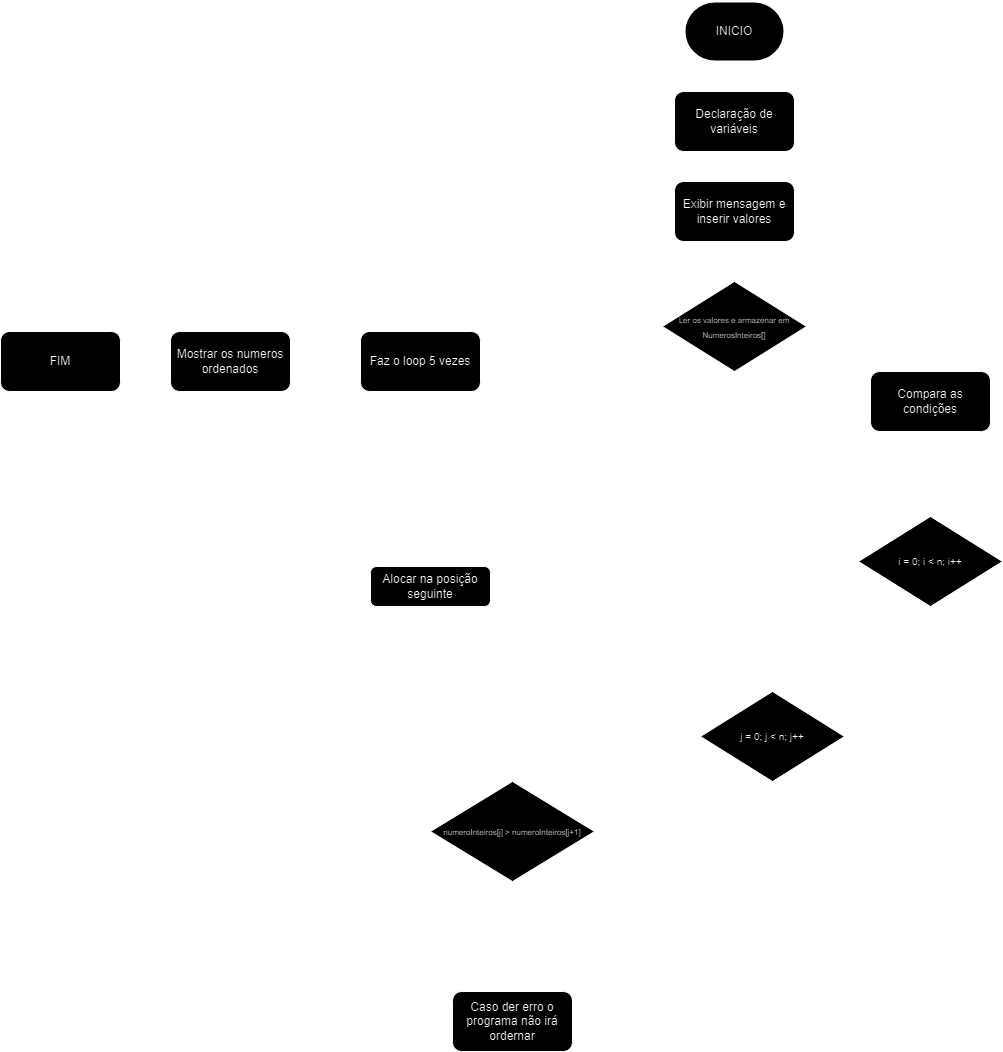 INICIO
Declaração de
variáveis
Exibir mensagem e
inserir valores
Ler os valores e armazenar em
NumerosInteiros[]
FIM
Mostrar os numeros
ordenados
Faz o loop 5 vezes
Compara as
condições
i = 0; i < n; i++
Alocar na posição
seguinte
j = 0; j < n; j++
numeroInteiros[j] > numeroInteiros[j+1]
Caso der erro o
programa não irá
ordernar